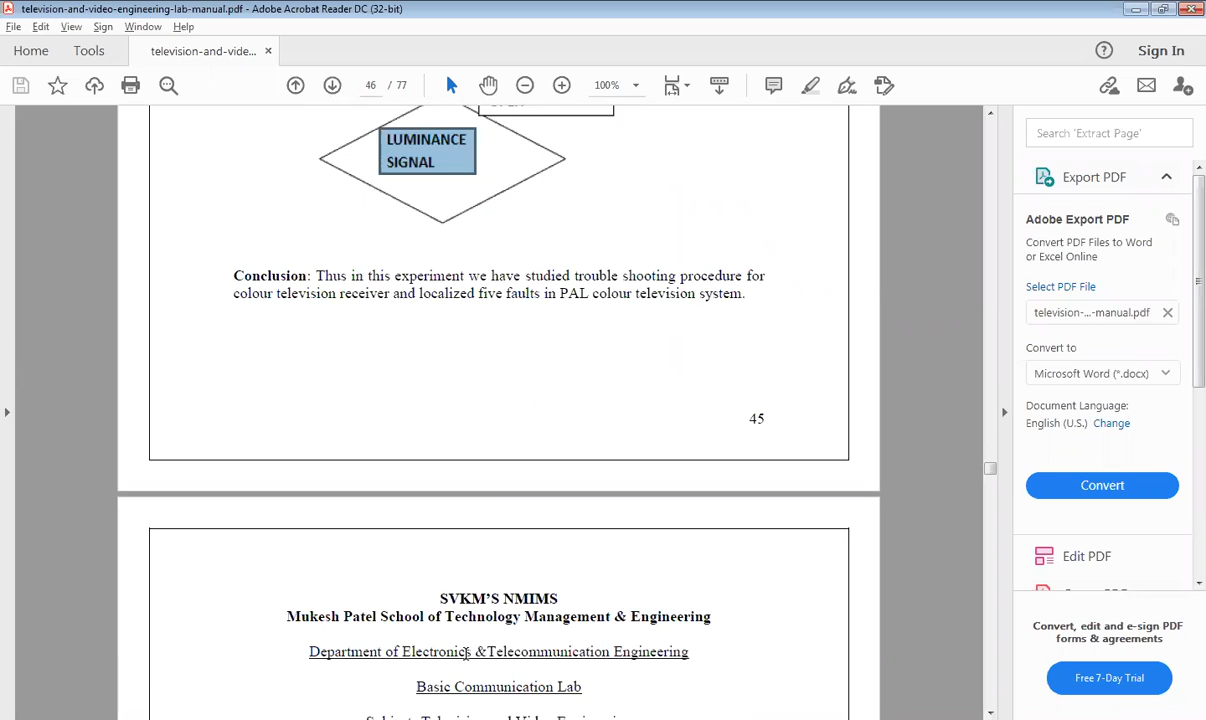 television-and-video-engineering-lab-manual.pdf - Adobe Acrobat Reader DC (32-bit)
File Edit View Sign Window Help
Home Tools television-and-vide... × Sign In
46 / 77 100%
LUMINANCE
SIGNAL
Conclusion: Thus in this experiment we have studied trouble shooting procedure for
colour television receiver and localized five faults in PAL colour television system.
45
SVKM'S NMIMS
Mukesh Patel School of Technology Management & Engineering
Department of Electronics &Telecommunication Engineering
Basic Communication Lab
Search 'Extract Page'
Export PDF
Adobe Export PDF
Convert PDF Files to Word
or Excel Online
Select PDF File
television-...-manual.pdf
Convert to
Microsoft Word (*.docx)
Document Language:
English (U.S.) Change
Convert
Edit PDF
Convert, edit and e-sign PDF
forms & agreements
Free 7-Day Trial